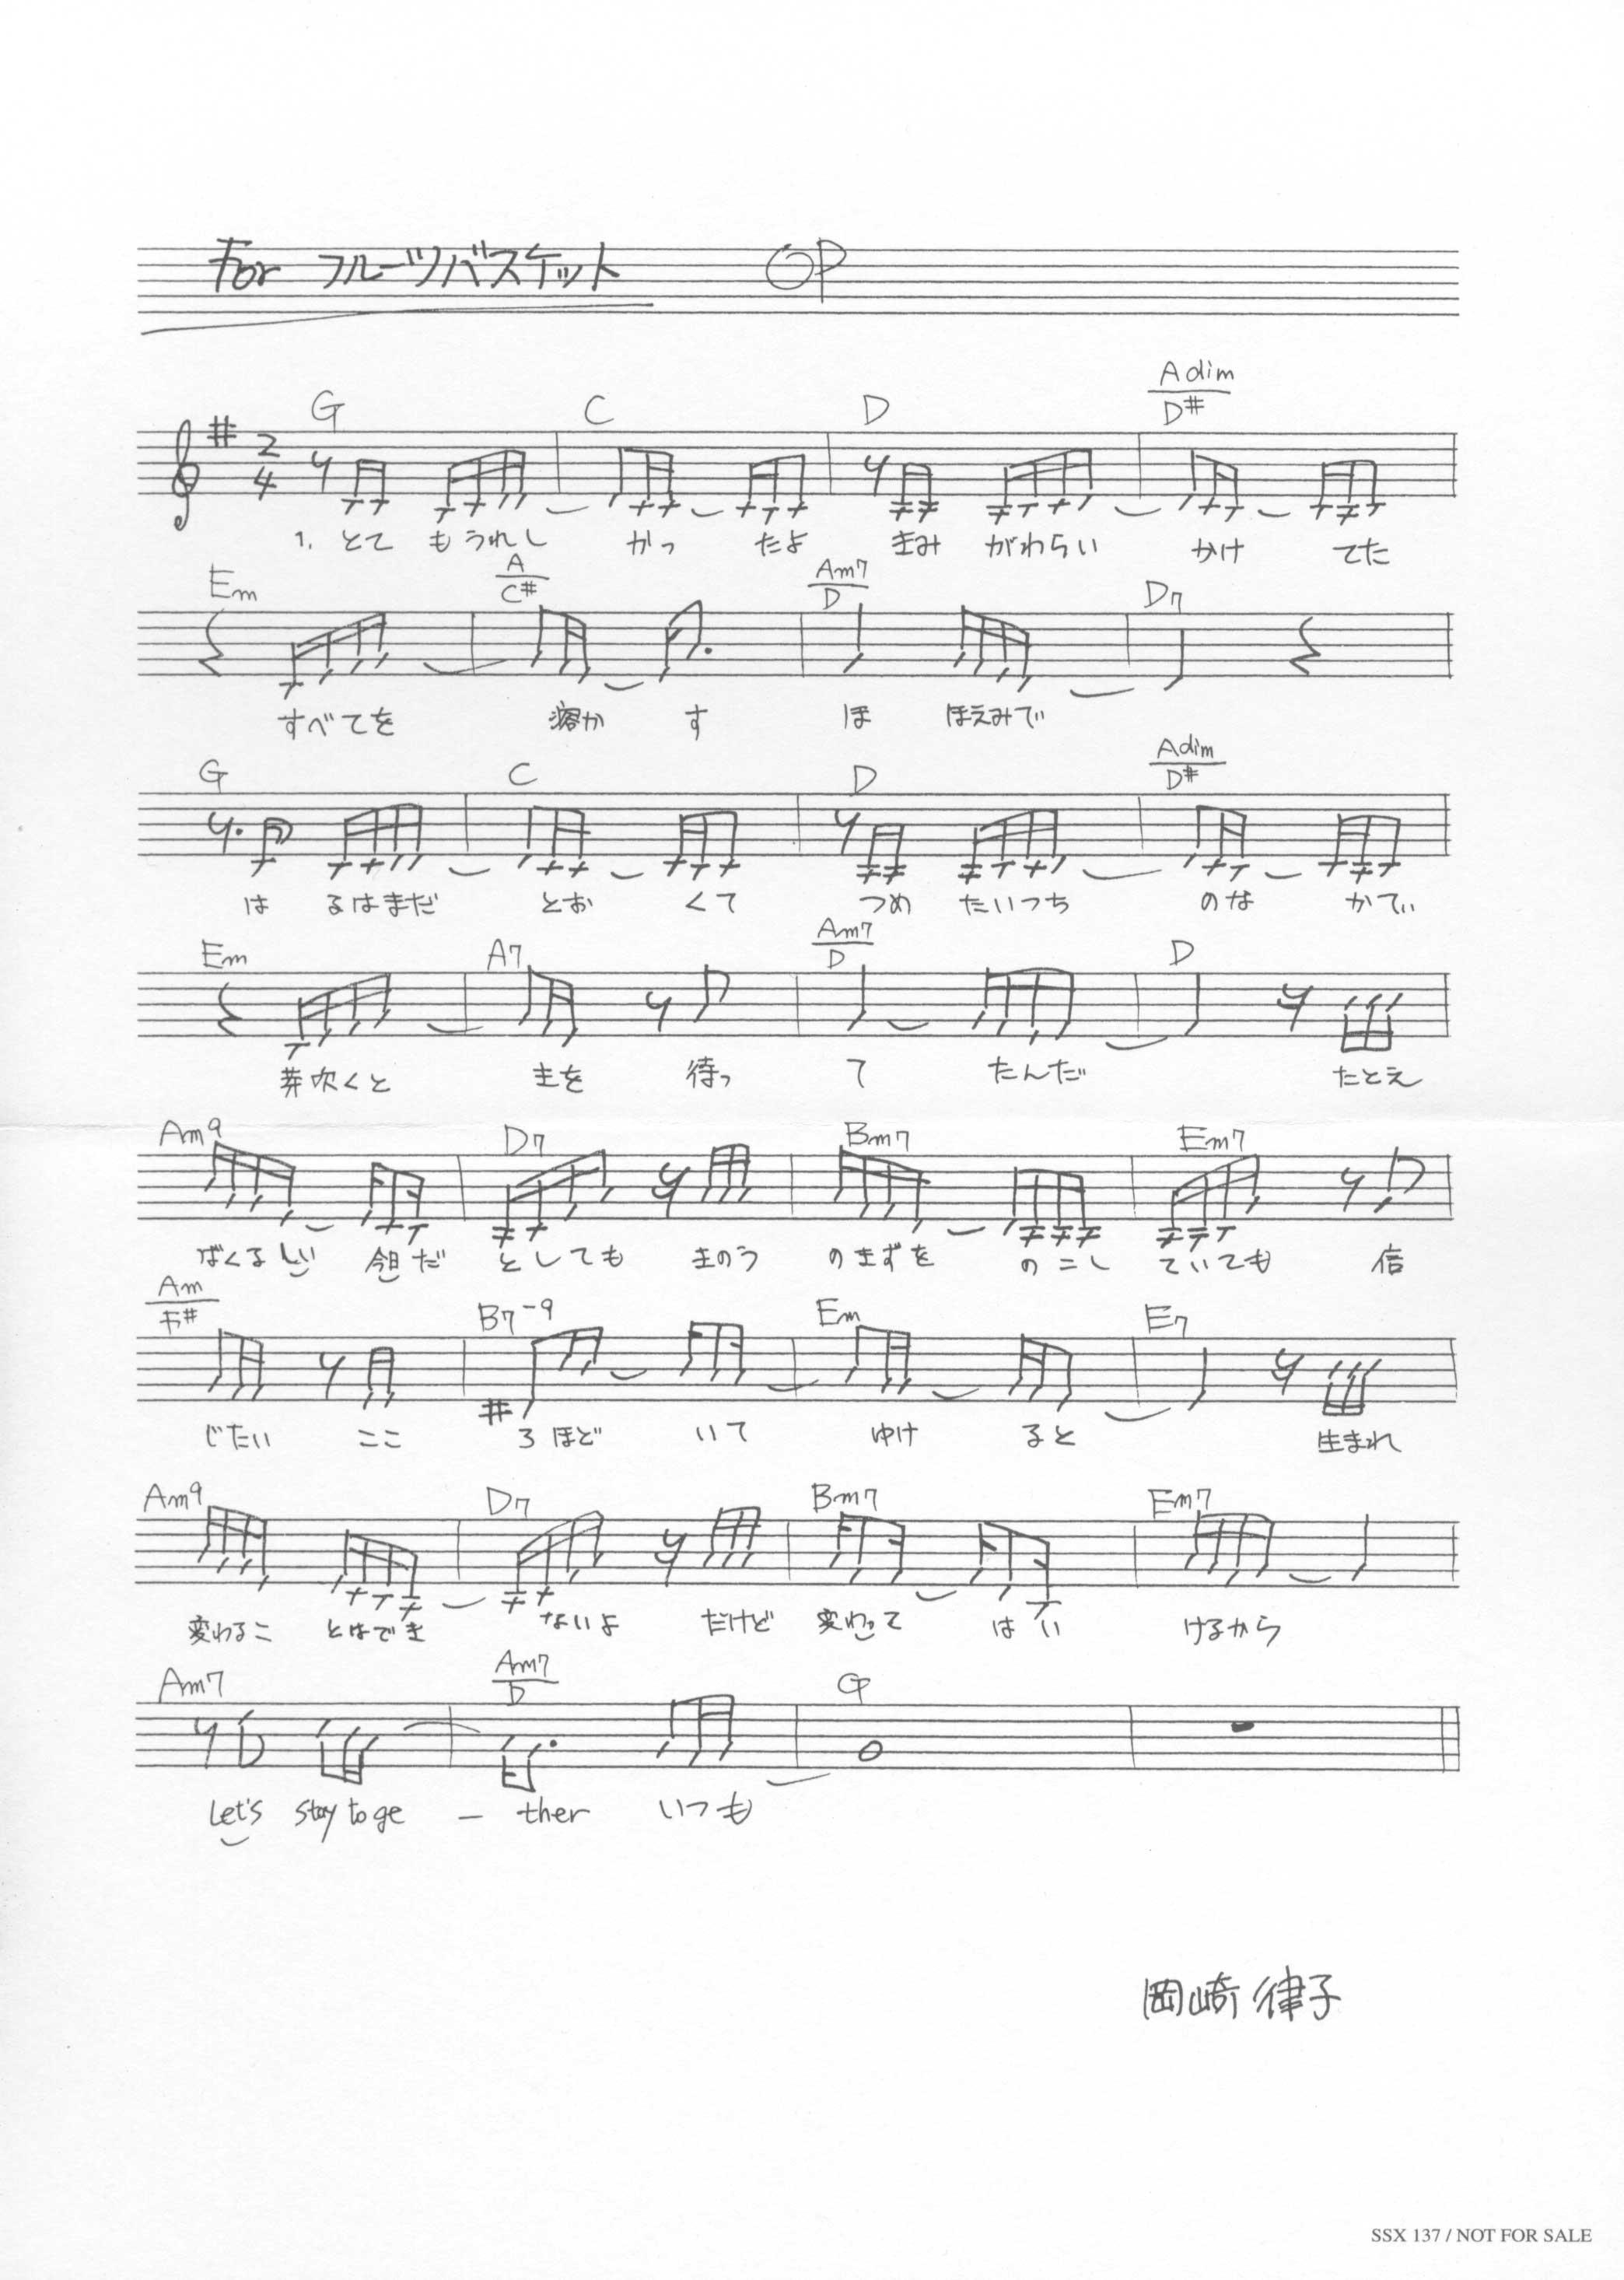 For フルーツバスケット OP
G C D Adim/D#
2/4
1. とて もうれし かっ たよ きみ がわらい かけ てた
Em A/C# Am7/D D7
すべてを 溶か す ほ ほえみで
G C D Adim/D#
は るはまだ とお くて つめ たいつち のな かで
Em A7 Am7/D D
芽吹くと きを 待っ て たんだ たとえ
Am9 D7 Bm7 Em7
ばくるしい 今日だ としても きのう のきずを のこし ていても 信
Am/F# B7-9 Em E7
じたい ここ ろほど いて ゆけ ると 生まれ
Am9 D7 Bm7 Em7
変わるこ とはでき ないよ だけど 変わって はい けるから
Am7 Am7/D G
Let's stay toge – ther いつも
岡崎律子
SSX 137 / NOT FOR SALE